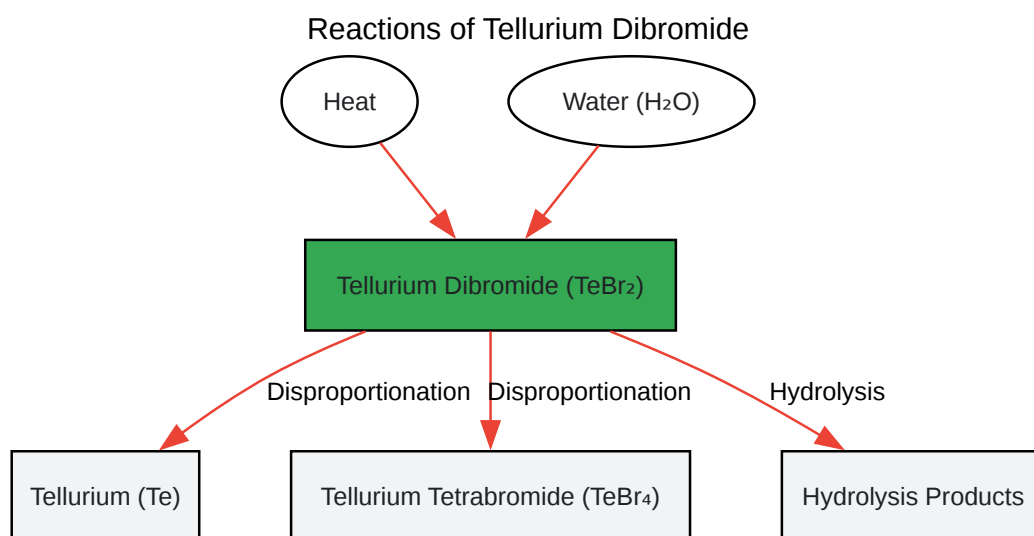 Reactions of Tellurium Dibromide
Heat
Water (H₂O)
Tellurium Dibromide (TeBr₂)
Disproportionation
Disproportionation
Hydrolysis
Tellurium (Te)
Tellurium Tetrabromide (TeBr₄)
Hydrolysis Products